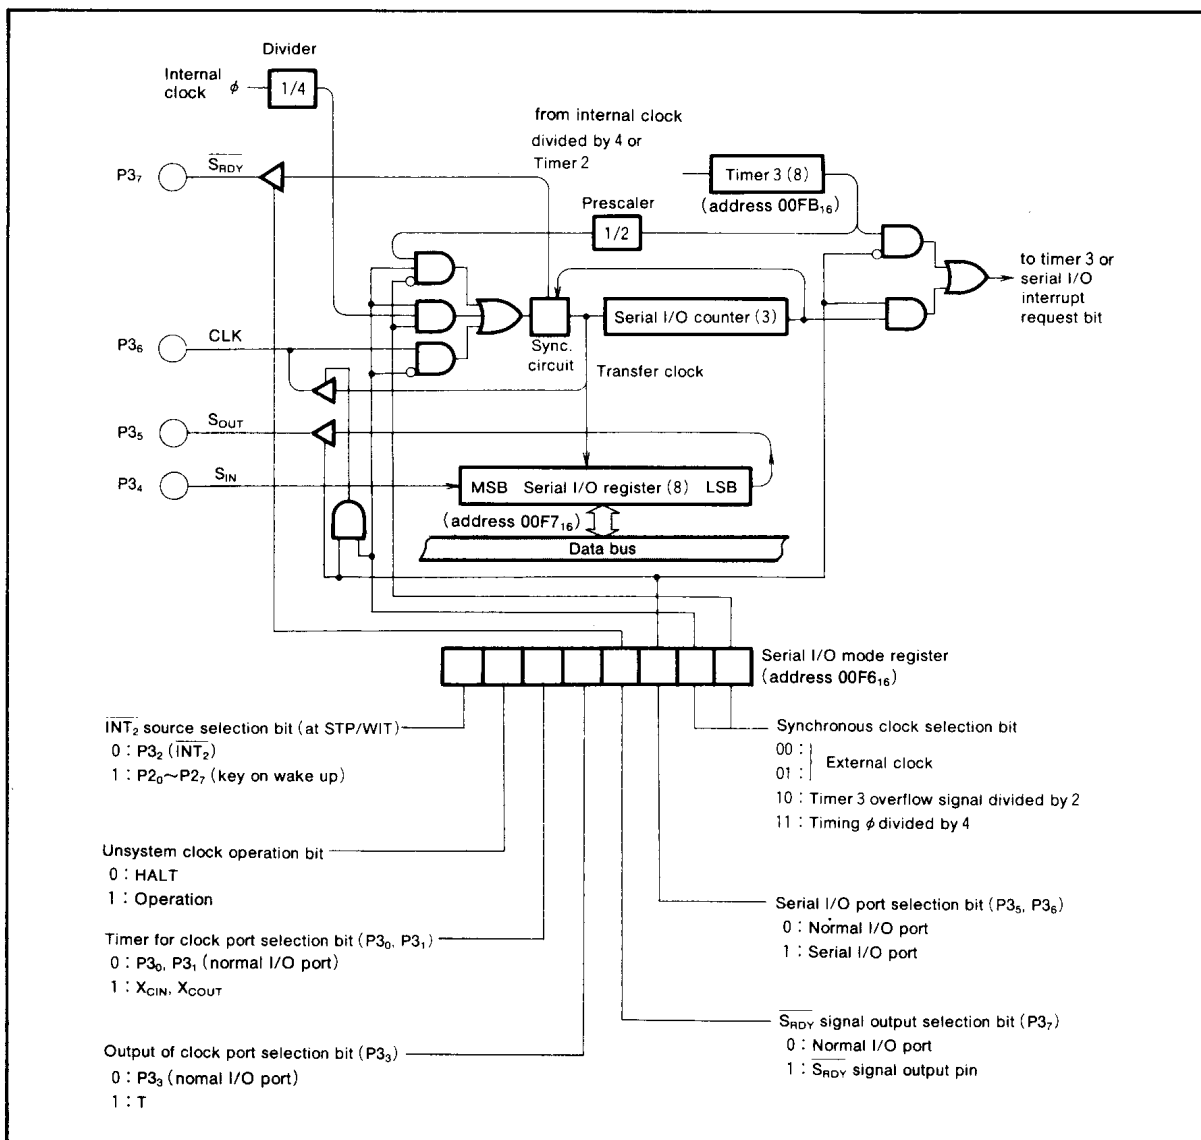 Divider
Internal clock φ
1/4
from internal clock
divided by 4 or
Timer 2
P3₇
S̅R̅D̅Y̅
Timer 3 (8)
(address 00FB₁₆)
Prescaler
1/2
to timer 3 or
serial I/O
interrupt
request bit
Serial I/O counter (3)
P3₆
CLK
Sync.
circuit
Transfer clock
P3₅
SOUT
P3₄
SIN
MSB Serial I/O register (8) LSB
(address 00F7₁₆)
Data bus
Serial I/O mode register
(address 00F6₁₆)
I̅N̅T̅₂ source selection bit (at STP/WIT)
0 : P3₂ (I̅N̅T̅₂)
1 : P2₀~P2₇ (key on wake up)
Unsystem clock operation bit
0 : HALT
1 : Operation
Timer for clock port selection bit (P3₀, P3₁)
0 : P3₀, P3₁ (normal I/O port)
1 : XCIN, XCOUT
Output of clock port selection bit (P3₃)
0 : P3₃ (nomal I/O port)
1 : T
Synchronous clock selection bit
00 :
01 :
External clock
10 : Timer 3 overflow signal divided by 2
11 : Timing φ divided by 4
Serial I/O port selection bit (P3₅, P3₆)
0 : Normal I/O port
1 : Serial I/O port
S̅R̅D̅Y̅ signal output selection bit (P3₇)
0 : Normal I/O port
1 : S̅R̅D̅Y̅ signal output pin